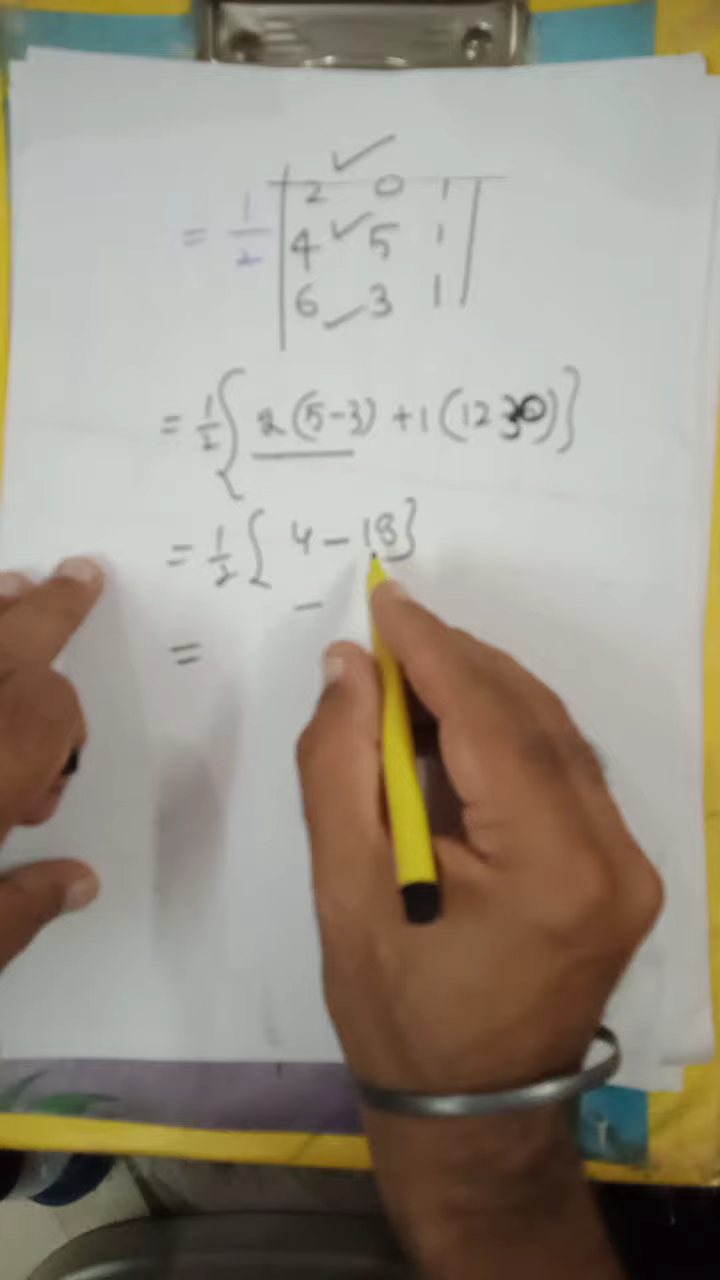 = 1/2 | 2 0 1 |
4 5 1
6 3 1
= 1/2 { 2 (5-3) + 1 (12 30) }
= 1/2 { 4 - 18 }
= -